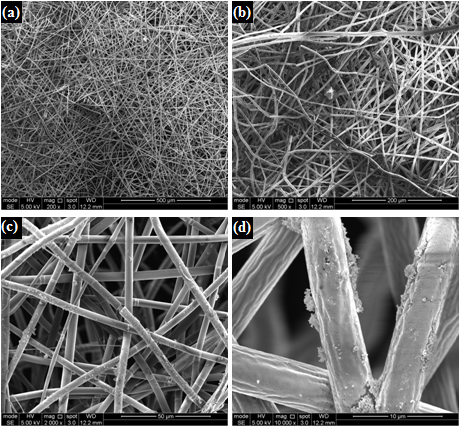 (a)
mode HV mag □ spot WD
SE 5.00 kV 200 x 3.0 12.2 mm
500 µm
(b)
mode HV mag □ spot WD
SE 5.00 kV 500 x 3.0 12.2 mm
200 µm
(c)
mode HV mag □ spot WD
SE 5.00 kV 2 000 x 3.0 12.2 mm
50 µm
(d)
mode HV mag □ spot WD
SE 5.00 kV 10 000 x 3.0 12.2 mm
10 µm